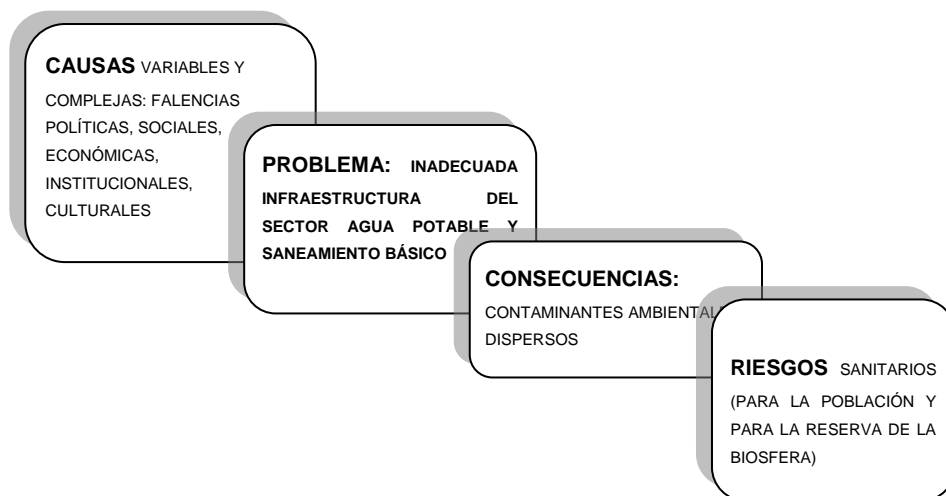 CAUSAS VARIABLES Y
COMPLEJAS: FALENCIAS
POLÍTICAS, SOCIALES,
ECONÓMICAS,
INSTITUCIONALES,
CULTURALES
PROBLEMA: INADECUADA
INFRAESTRUCTURA DEL
SECTOR AGUA POTABLE Y
SANEAMIENTO BÁSICO
CONSECUENCIAS:
CONTAMINANTES AMBIENTAL
DISPERSOS
RIESGOS SANITARIOS
(PARA LA POBLACIÓN Y
PARA LA RESERVA DE LA
BIOSFERA)